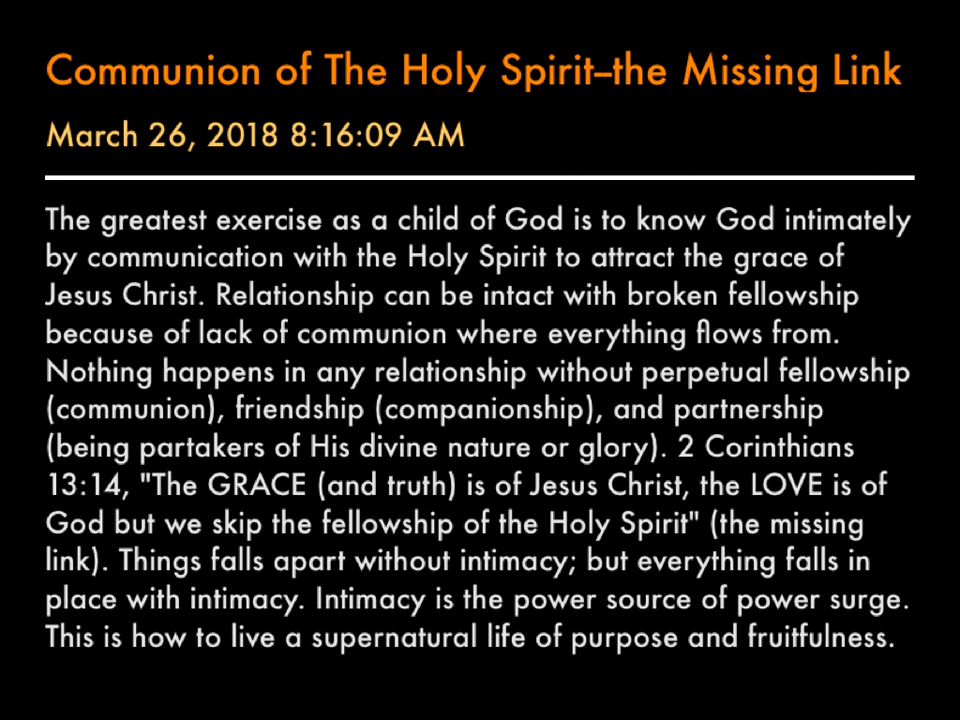 Communion of The Holy Spirit–the Missing Link
March 26, 2018 8:16:09 AM
The greatest exercise as a child of God is to know God intimately
by communication with the Holy Spirit to attract the grace of
Jesus Christ. Relationship can be intact with broken fellowship
because of lack of communion where everything flows from.
Nothing happens in any relationship without perpetual fellowship
(communion), friendship (companionship), and partnership
(being partakers of His divine nature or glory). 2 Corinthians
13:14, "The GRACE (and truth) is of Jesus Christ, the LOVE is of
God but we skip the fellowship of the Holy Spirit" (the missing
link). Things falls apart without intimacy; but everything falls in
place with intimacy. Intimacy is the power source of power surge.
This is how to live a supernatural life of purpose and fruitfulness.